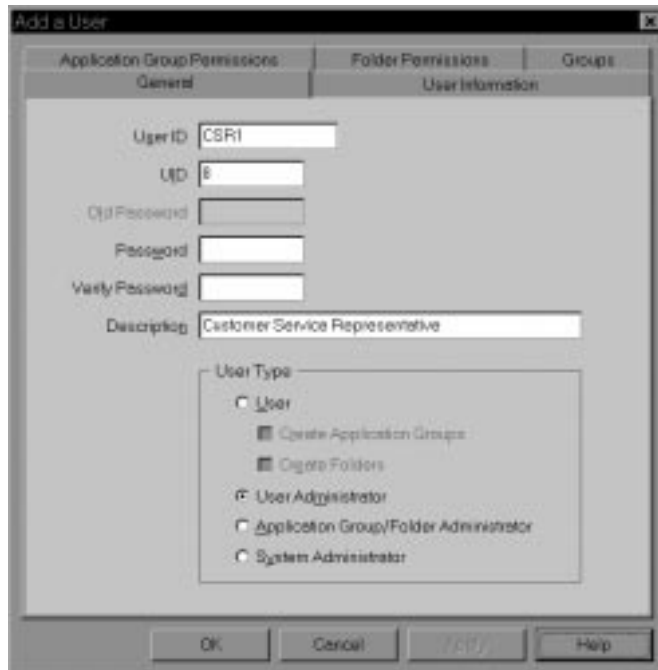 Add a User
Application Group Permissions
Folder Permissions
Groups
General
User Information
User ID CSR1
UID
Old Password
Password
Verify Password
Description Customer Service Representative
User Type
User
Create Application Groups
Create Folders
User Administrator
Application Group/Folder Administrator
System Administrator
OK Cancel Apply Help